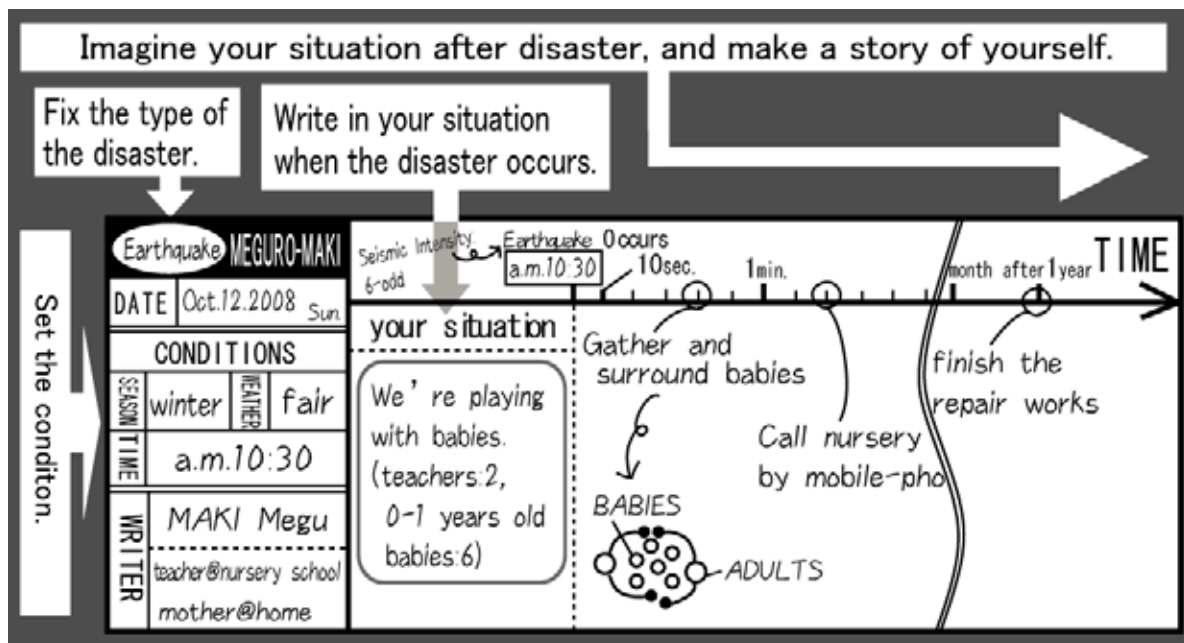 Imagine your situation after disaster, and make a story of yourself.
Fix the type of
the disaster.
Write in your situation
when the disaster occurs.
Set the conditon.
Earthquake MEGURO-MAKI
DATE Oct.12.2008 Sun
CONDITIONS
SEASON winter WEATHER fair
TIME a.m.10:30
WRITER MAKI Megu
teacher@nursery school
mother@home
Seismic Intensity:
6-odd
Earthquake Occurs
a.m.10:30
10sec.
1min.
month after 1year
TIME
your situation
We're playing
with babies.
(teachers:2,
0-1 years old
babies:6)
Gather and
surround babies
BABIES
ADULTS
Call nursery
by mobile-pho
finish the
repair works